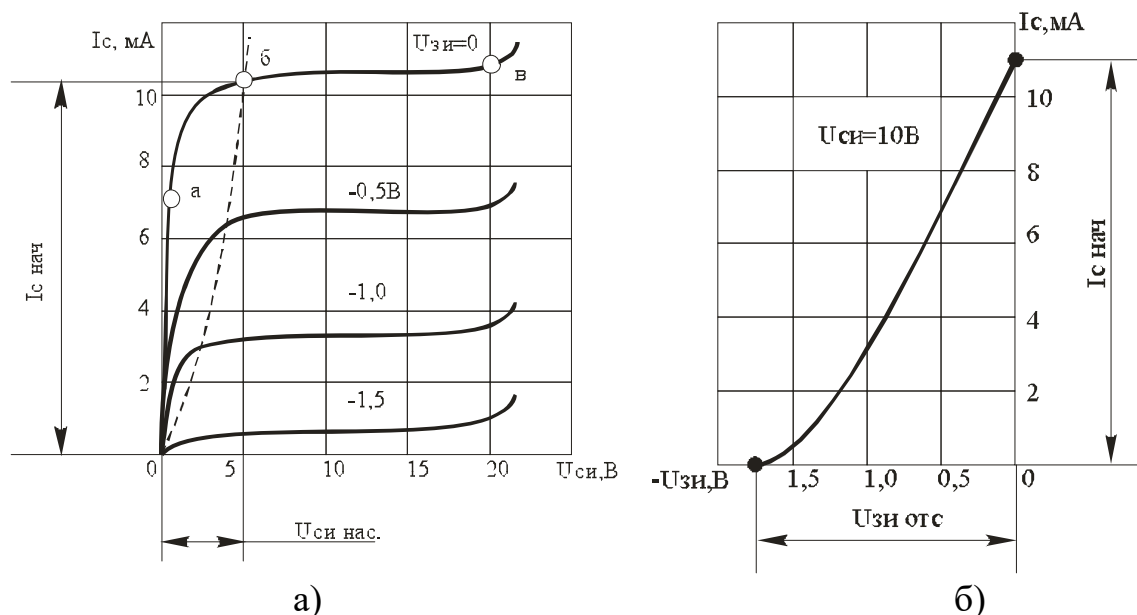 Ic, мА
Uзи=0
б
в
10
8
а
-0,5В
6
Iс нач
-1,0
4
2
-1,5
0
5
10
15
20
Uси,В
Uси нас.
а)
Ic,мА
10
Uси=10В
8
6
Iс нач
4
2
-Uзи,В
1,5
1,0
0,5
0
Uзи отс
б)